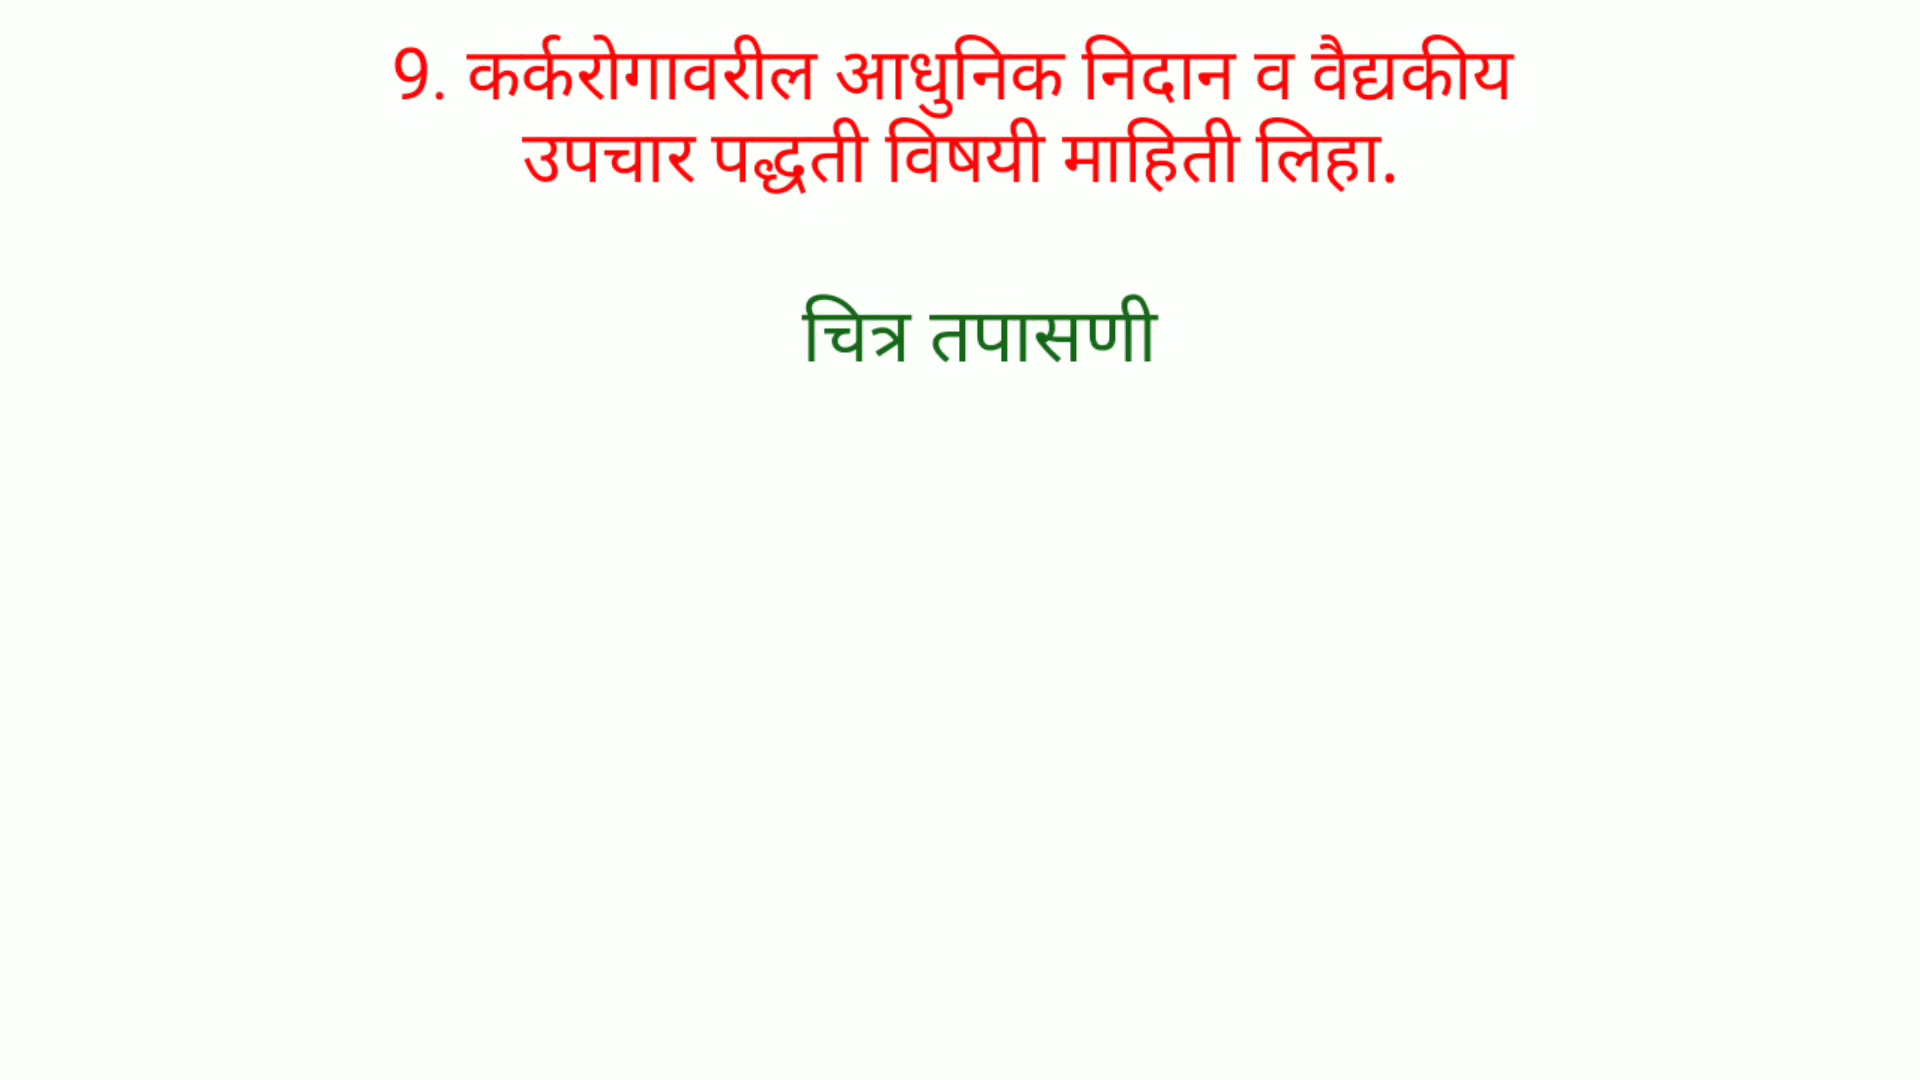 9. कर्करोगावरील आधुनिक निदान व वैद्यकीय
उपचार पद्धती विषयी माहिती लिहा.
चित्र तपासणी